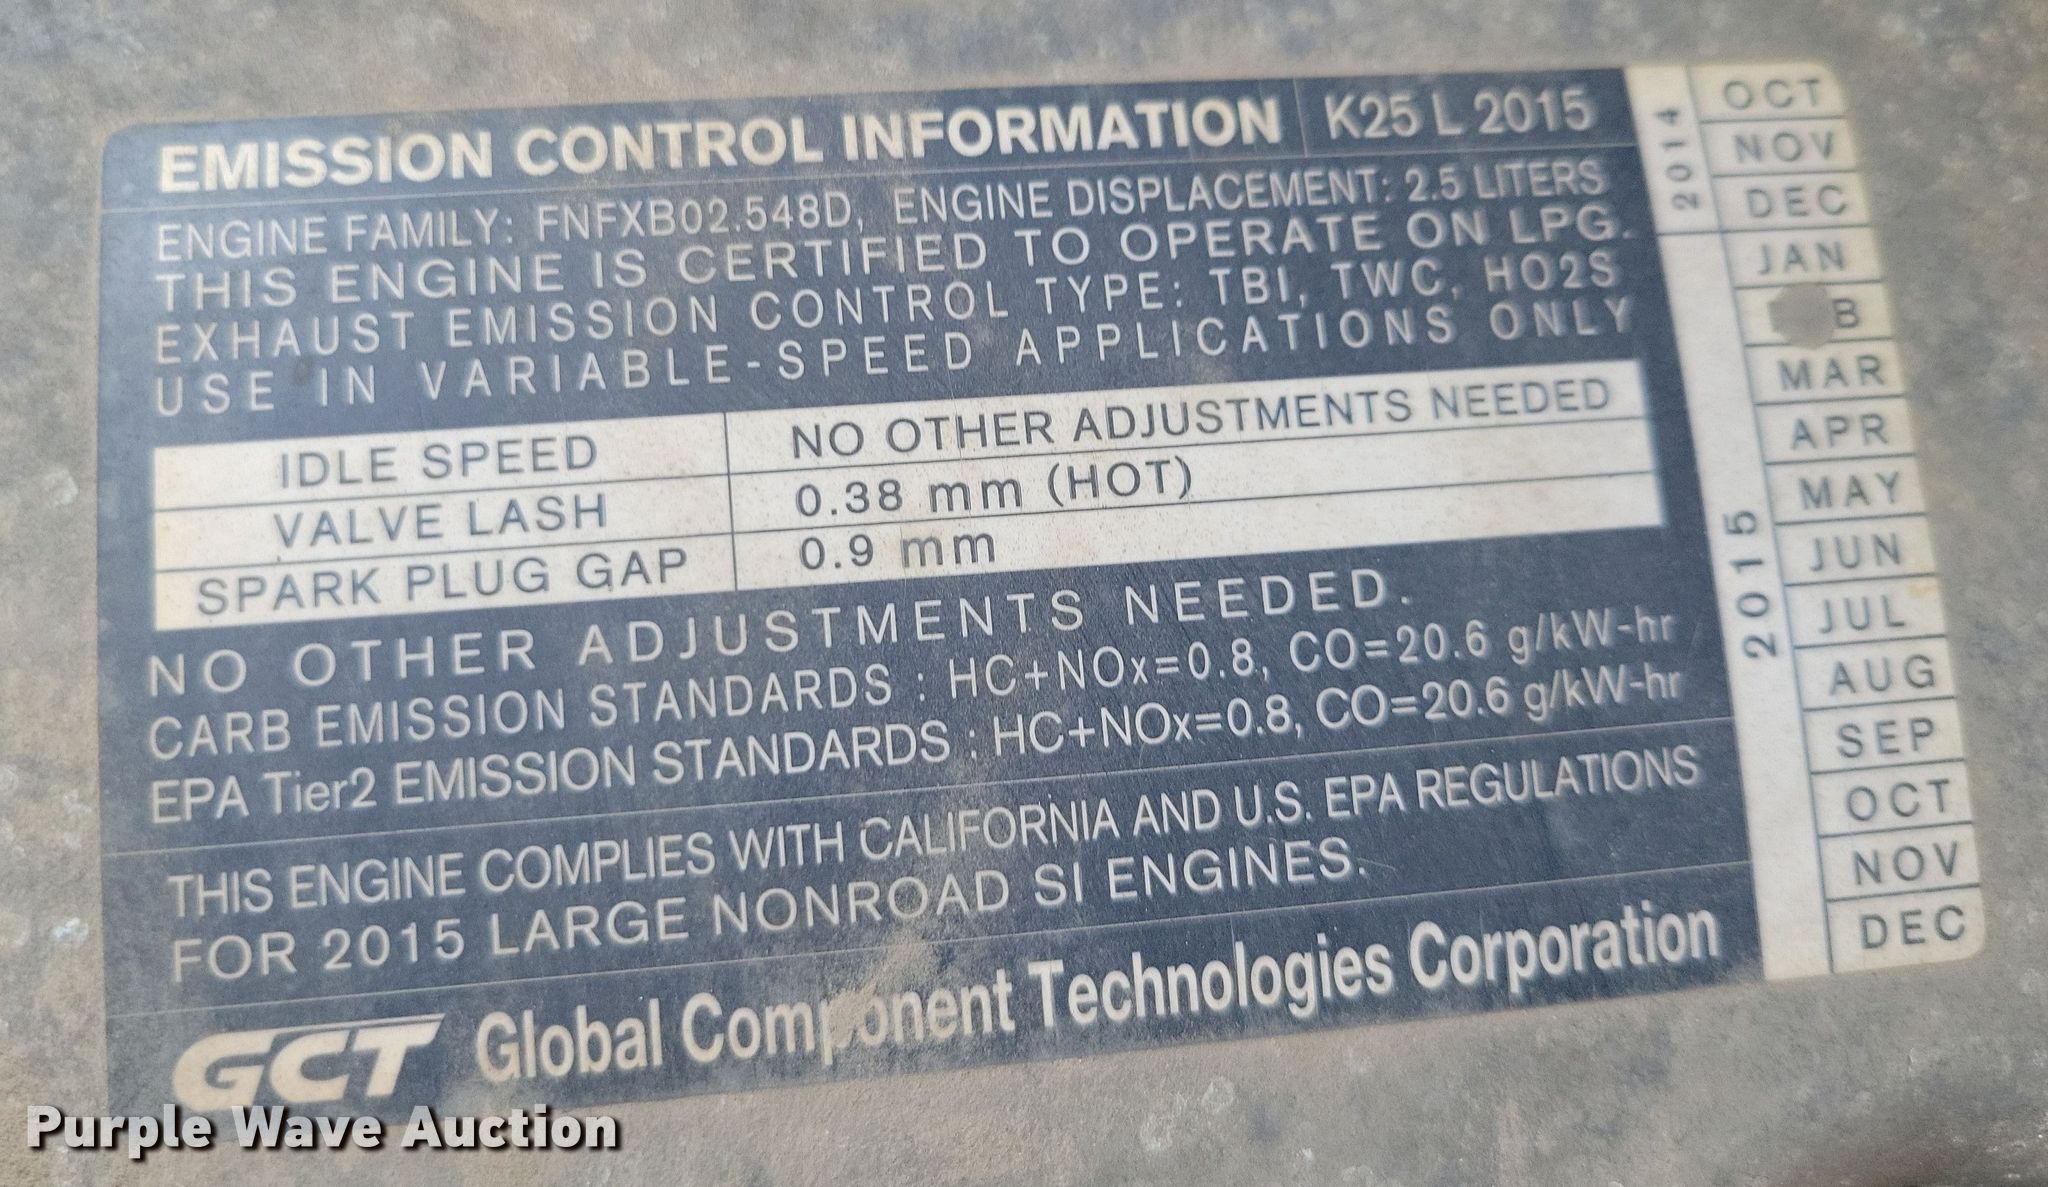 EMISSION CONTROL INFORMATION K25 L 2015
ENGINE FAMILY: FNFXB02.548D, ENGINE DISPLACEMENT: 2.5 LITERS
THIS ENGINE IS CERTIFIED TO OPERATE ON LPG.
EXHAUST EMISSION CONTROL TYPE: TBI, TWC, HO2S
USE IN VARIABLE-SPEED APPLICATIONS ONLY
IDLE SPEED NO OTHER ADJUSTMENTS NEEDED
VALVE LASH 0.38 mm (HOT)
SPARK PLUG GAP 0.9 mm
NO OTHER ADJUSTMENTS NEEDED.
CARB EMISSION STANDARDS : HC+NOx=0.8, CO=20.6 g/kW-hr
EPA Tier2 EMISSION STANDARDS : HC+NOx=0.8, CO=20.6 g/kW-hr
THIS ENGINE COMPLIES WITH CALIFORNIA AND U.S. EPA REGULATIONS
FOR 2015 LARGE NONROAD SI ENGINES.
GCT Global Component Technologies Corporation
2014
OCT
NOV
DEC
2015
JAN
B
MAR
APR
MAY
JUN
JUL
AUG
SEP
OCT
NOV
DEC
Purple Wave Auction